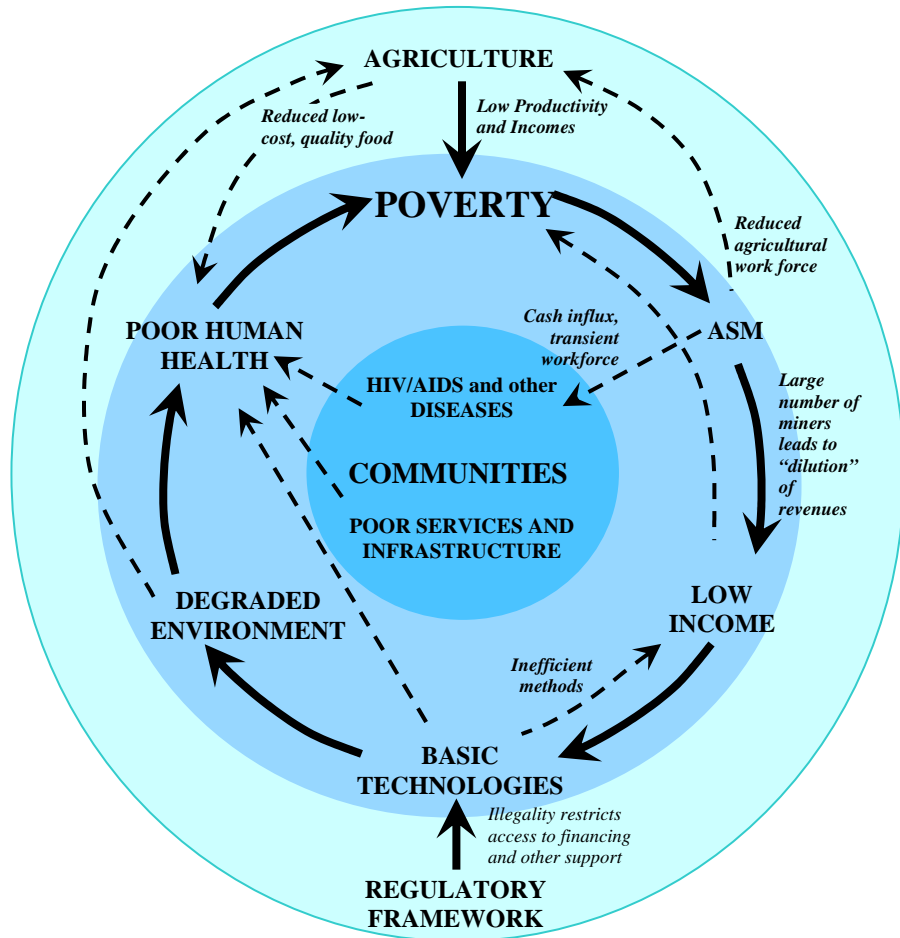 AGRICULTURE
Reduced low-
cost, quality food
Low Productivity
and Incomes
POVERTY
Reduced
agricultural
work force
POOR HUMAN
HEALTH
Cash influx,
transient
workforce
ASM
HIV/AIDS and other
DISEASES
Large
number of
miners
leads to
“dilution”
of
revenues
COMMUNITIES
POOR SERVICES AND
INFRASTRUCTURE
DEGRADED
ENVIRONMENT
LOW
INCOME
Inefficient
methods
BASIC
TECHNOLOGIES
Illegality restricts
access to financing
and other support
REGULATORY
FRAMEWORK